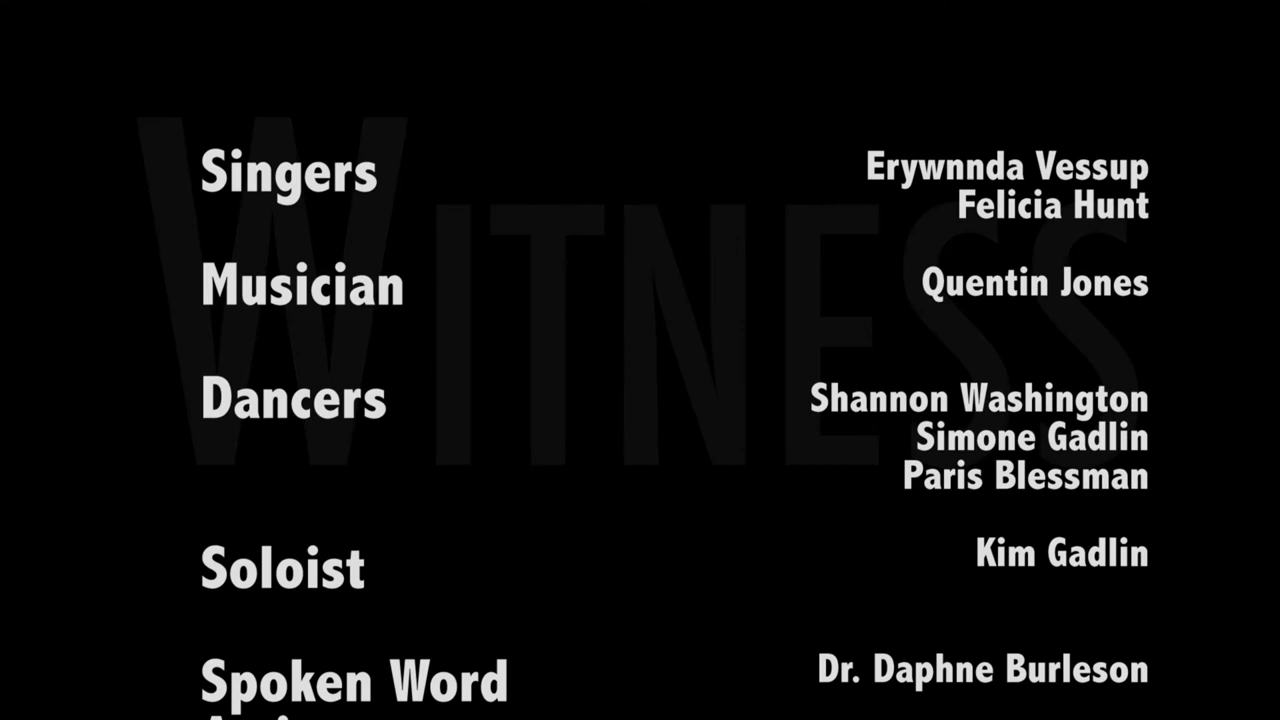 WITNESS
Singers
Erywnnda Vessup
Felicia Hunt
Musician
Quentin Jones
Dancers
Shannon Washington
Simone Gadlin
Paris Blessman
Soloist
Kim Gadlin
Spoken Word
Dr. Daphne Burleson